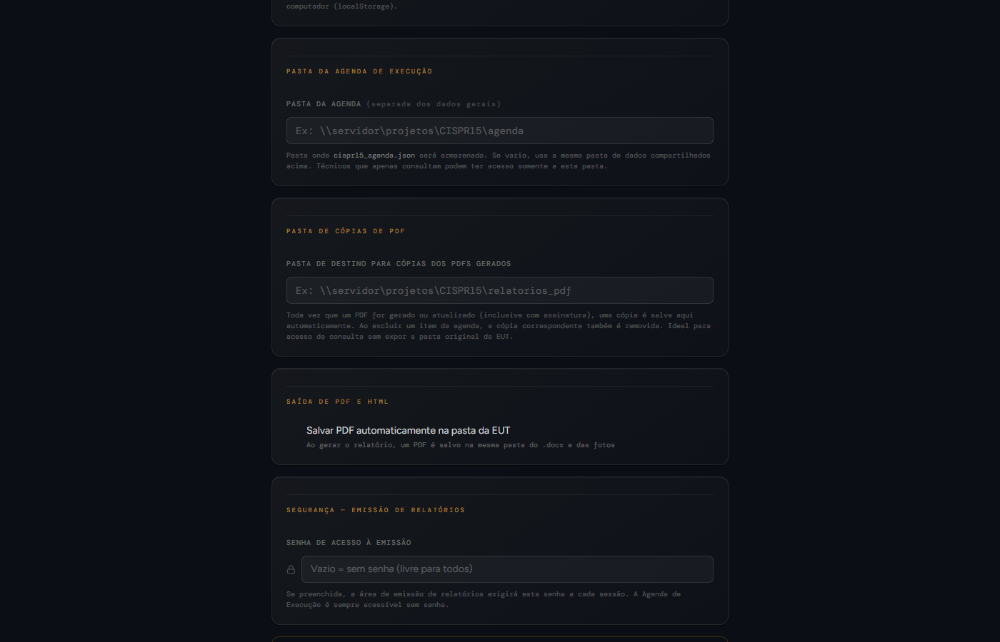 computador (localStorage).
PASTA DA AGENDA DE EXECUÇÃO
PASTA DA AGENDA (separada dos dados gerais)
Ex: \\servidor\projetos\CISPR15\agenda
Pasta onde cispr15_agenda.json será armazenado. Se vazio, usa a mesma pasta de dados compartilhados
acima. Técnicos que apenas consultam podem ter acesso somente a esta pasta.
PASTA DE CÓPIAS DE PDF
PASTA DE DESTINO PARA CÓPIAS DOS PDFS GERADOS
Ex: \\servidor\projetos\CISPR15\relatorios_pdf
Toda vez que um PDF for gerado ou atualizado (inclusive com assinatura), uma cópia é salva aqui
automaticamente. Ao excluir um item da agenda, a cópia correspondente também é removida. Ideal para
acesso de consulta sem expor a pasta original da EUT.
SAÍDA DE PDF E HTML
Salvar PDF automaticamente na pasta da EUT
Ao gerar o relatório, um PDF é salvo na mesma pasta do .docx e das fotos
SEGURANÇA — EMISSÃO DE RELATÓRIOS
SENHA DE ACESSO À EMISSÃO
Vazio = sem senha (livre para todos)
Se preenchida, a área de emissão de relatórios exigirá esta senha a cada sessão. A Agenda de
Execução é sempre acessível sem senha.